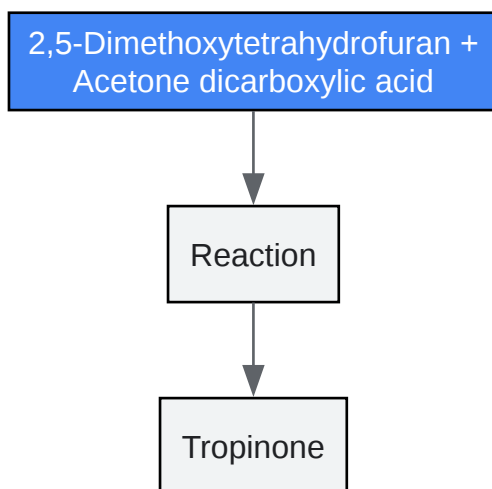 2,5-Dimethoxytetrahydrofuran +
Acetone dicarboxylic acid
Reaction
Tropinone